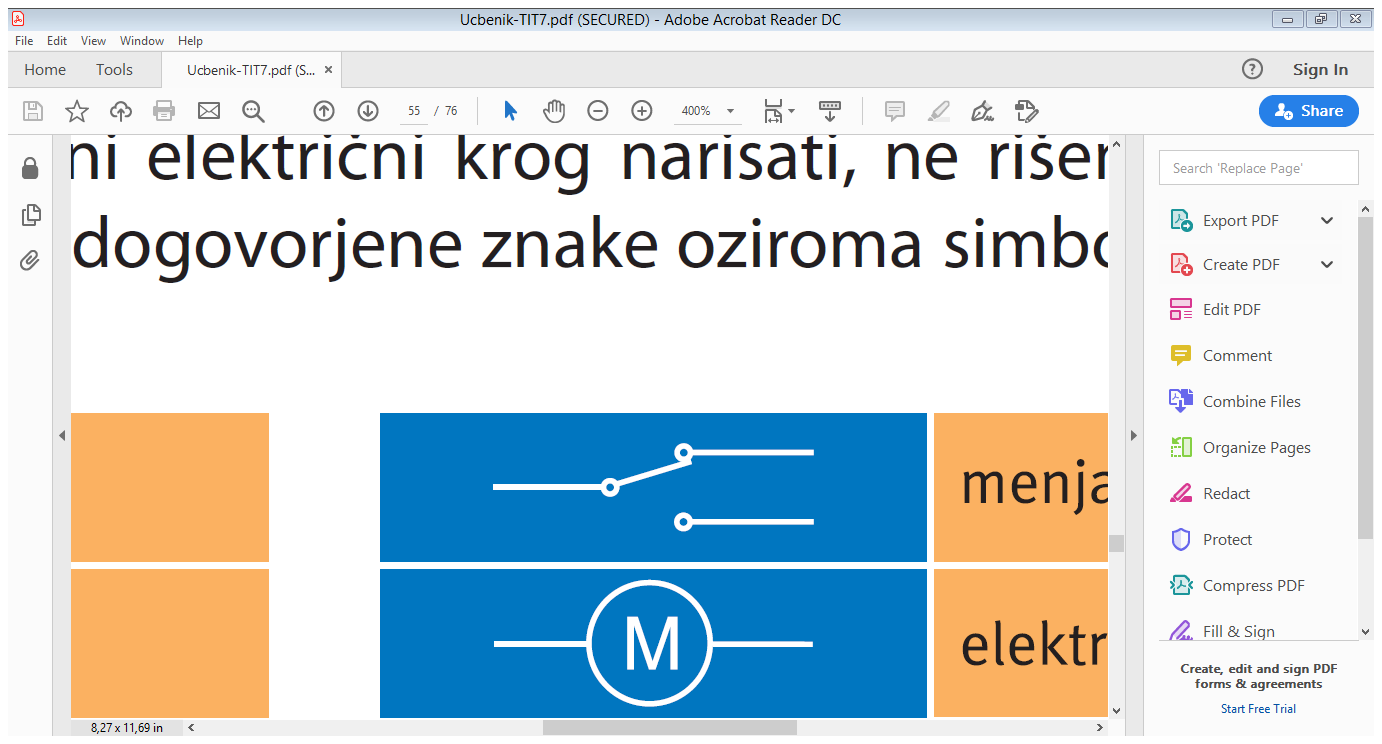 Ucbenik-TIT7.pdf (SECURED) - Adobe Acrobat Reader DC
File Edit View Window Help
Home Tools Ucbenik-TIT7.pdf (S... × Sign In
55 / 76 400% Share
ni električni krog narisati, ne rišer
dogovorjene znake oziroma simbo
menja
M
elektr
8,27 x 11,69 in
Search 'Replace Page'
Export PDF
Create PDF
Edit PDF
Comment
Combine Files
Organize Pages
Redact
Protect
Compress PDF
Fill & Sign
Create, edit and sign PDF
forms & agreements
Start Free Trial